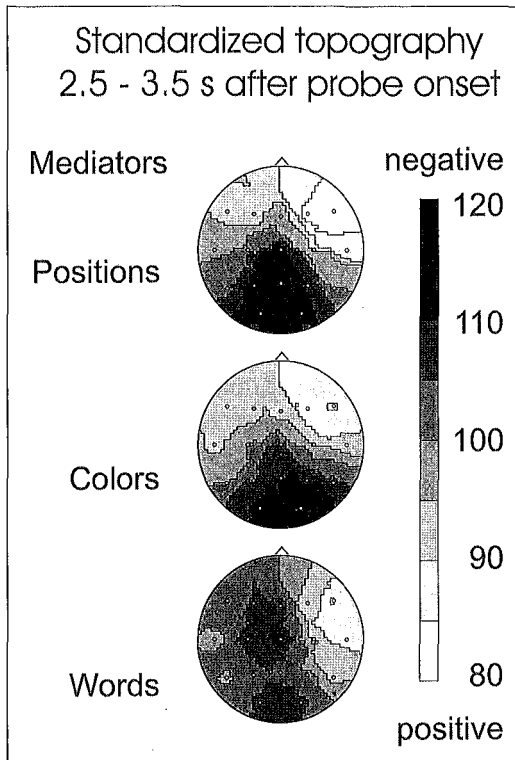 Standardized topography
2.5 - 3.5 s after probe onset
Mediators
negative
120
Positions
110
100
Colors
90
Words
80
positive